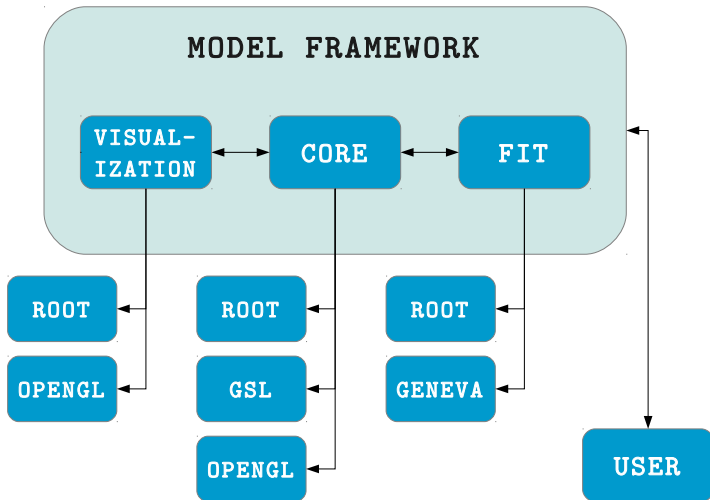 MODEL FRAMEWORK
VISUAL-
IZATION
CORE
FIT
ROOT
ROOT
ROOT
OPENGL
GSL
GENEVA
OPENGL
USER